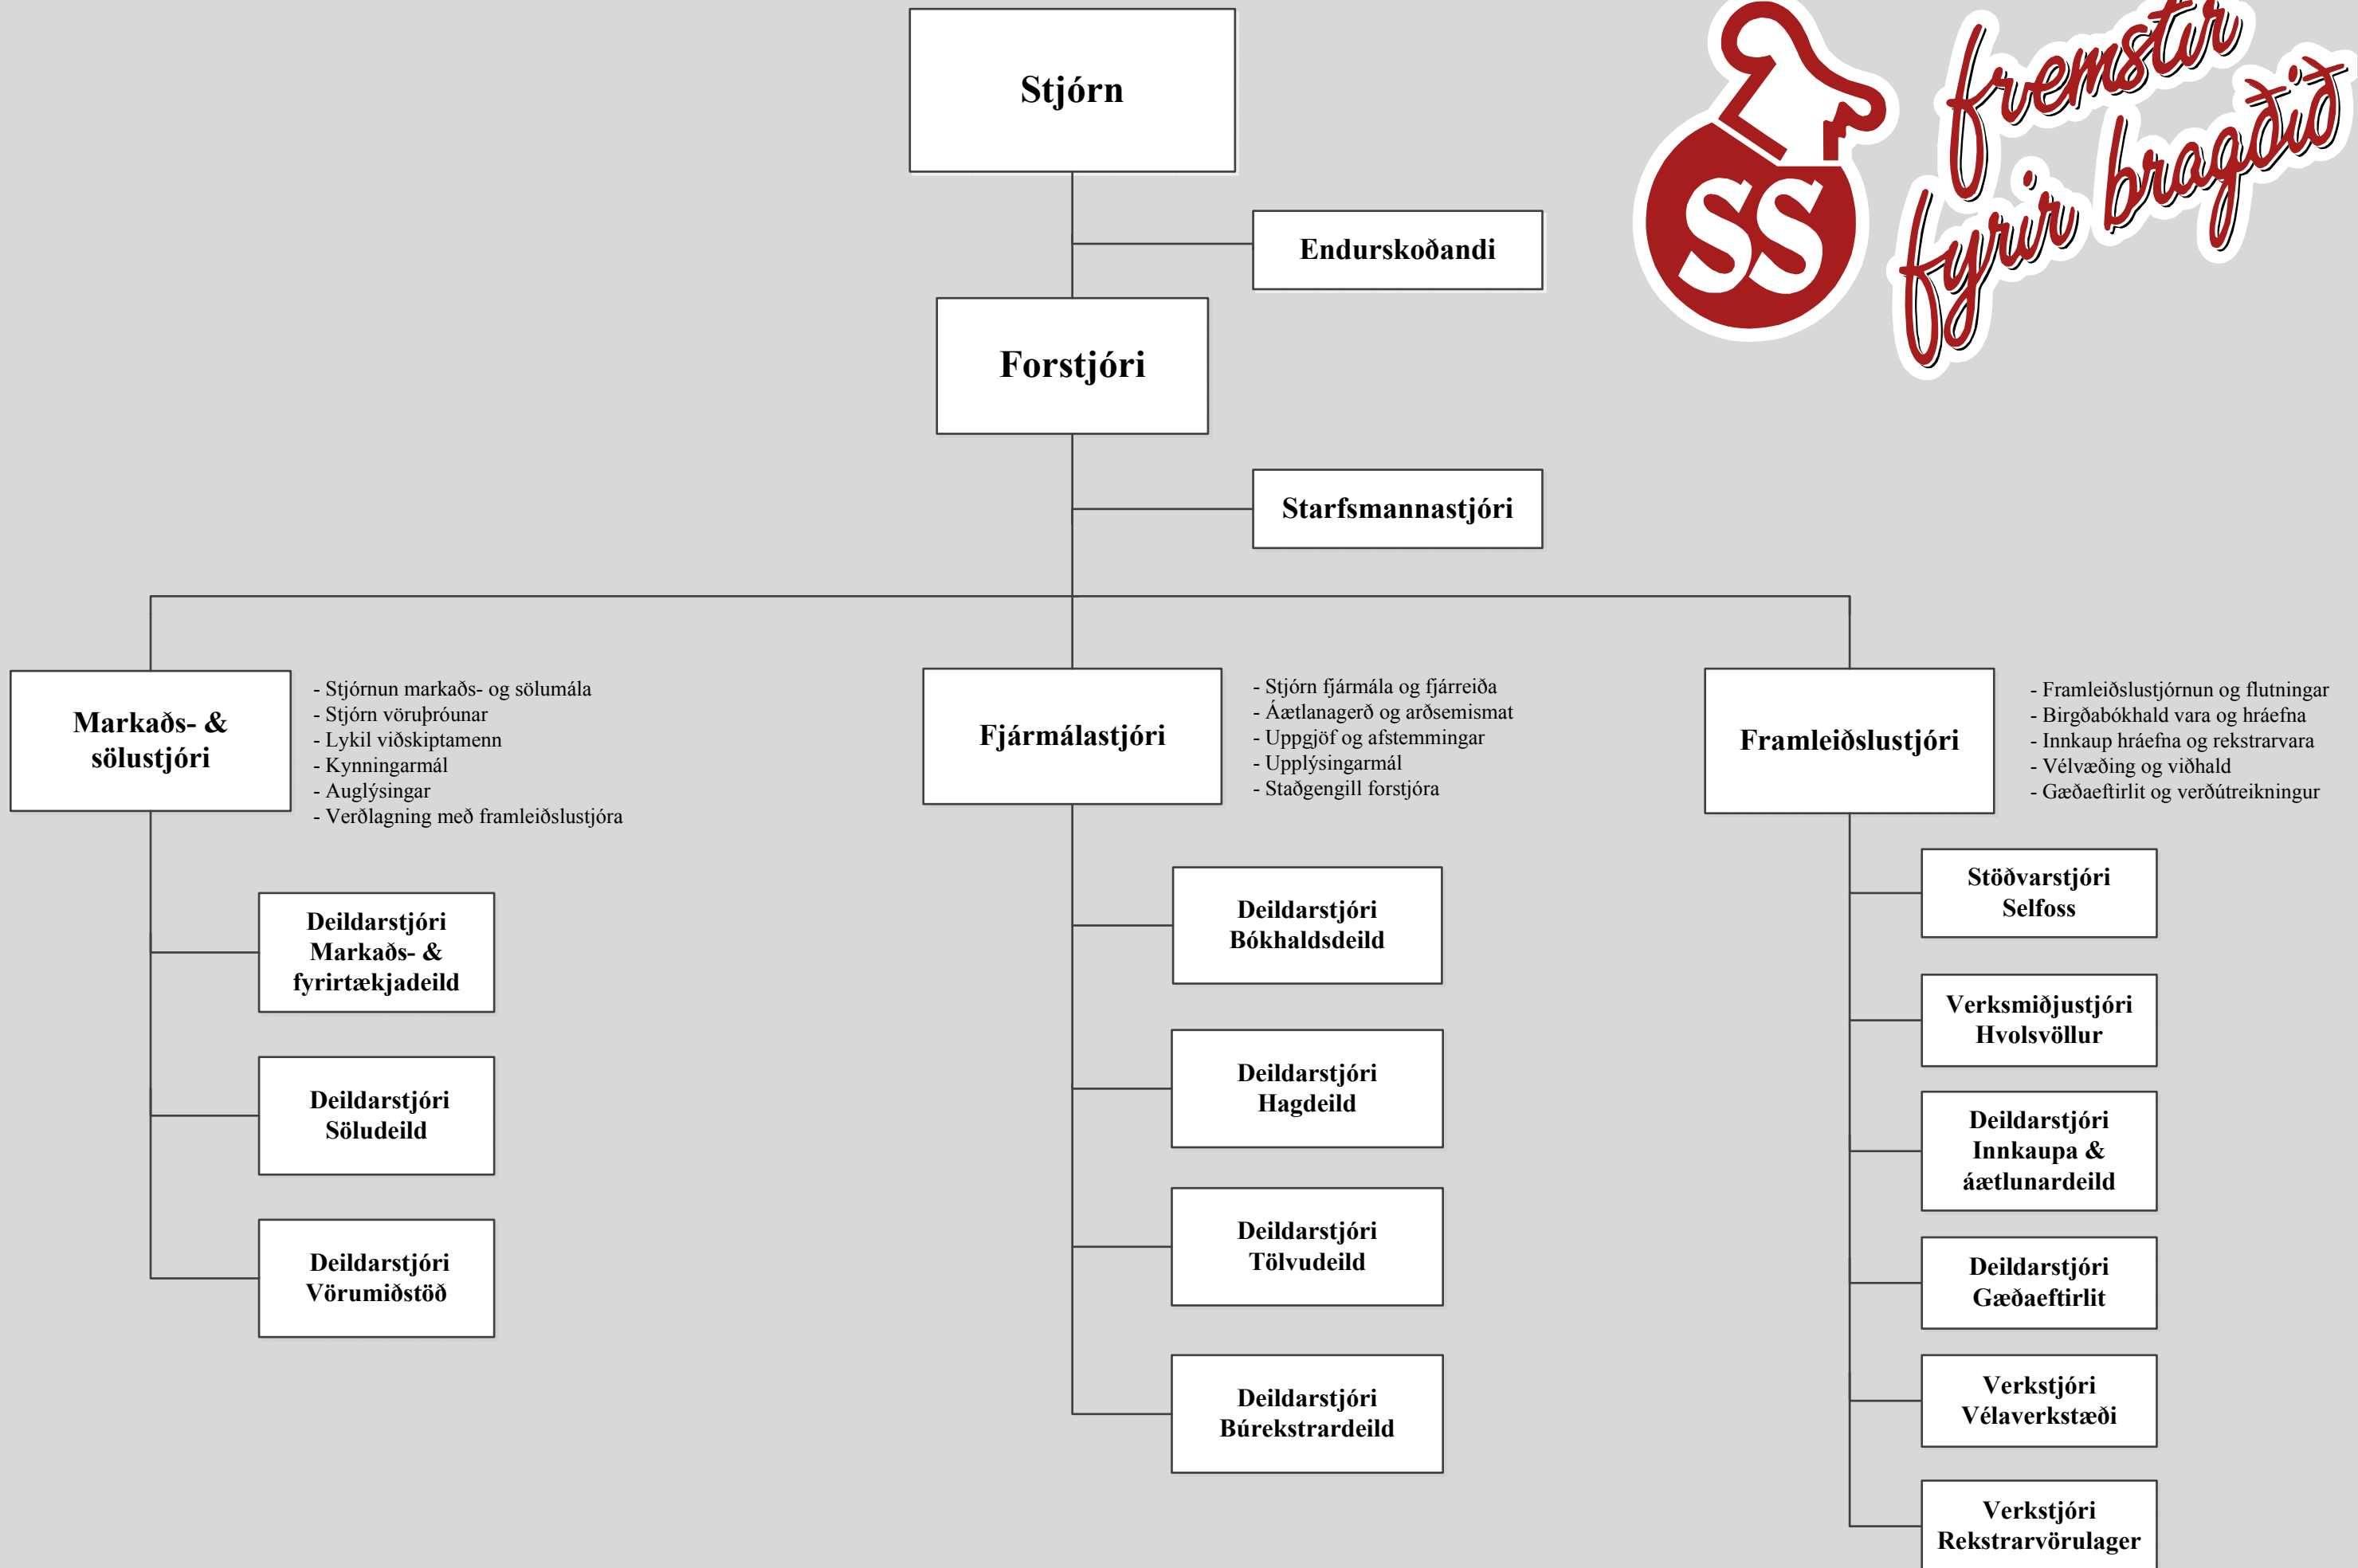 Stjórn
SS
fremstir
fyrir bragðið
Endurskoðandi
Forstjóri
Starfsmannastjóri
Markaðs- &
sölustjóri
- Stjórnun markaðs- og sölumála
- Stjórn vöruþróunar
- Lykil viðskiptamenn
- Kynningarmál
- Auglýsingar
- Verðlagning með framleiðslustjóra
Deildarstjóri
Markaðs- &
fyrirtækjadeild
Deildarstjóri
Söludeild
Deildarstjóri
Vörumiðstöð
Fjármálastjóri
- Stjórn fjármála og fjárreiða
- Áætlanagerð og arðsemismat
- Uppgjöf og afstemmingar
- Upplýsingarmál
- Staðgengill forstjóra
Deildarstjóri
Bókhaldsdeild
Deildarstjóri
Hagdeild
Deildarstjóri
Tölvudeild
Deildarstjóri
Búrekstrardeild
Framleiðslustjóri
- Framleiðslustjórnun og flutningar
- Birgðabókhald vara og hráefna
- Innkaup hráefna og rekstrarvara
- Vélvæðing og viðhald
- Gæðaeftirlit og verðútreikningur
Stöðvarstjóri
Selfoss
Verksmiðjustjóri
Hvolsvöllur
Deildarstjóri
Innkaupa &
áætlunardeild
Deildarstjóri
Gæðaeftirlit
Verkstjóri
Vélaverkstæði
Verkstjóri
Rekstrarvörulager